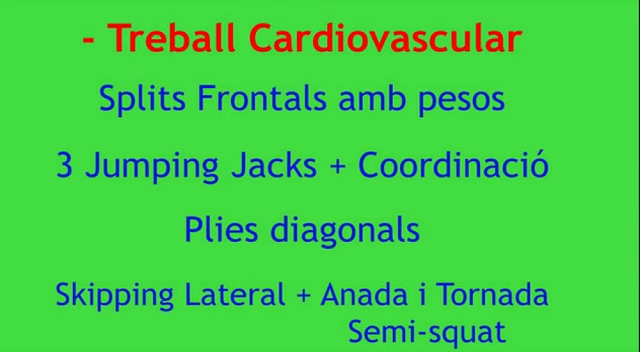 - Treball Cardiovascular
Splits Frontals amb pesos
3 Jumping Jacks + Coordinació
Plies diagonals
Skipping Lateral + Anada i Tornada
Semi-squat